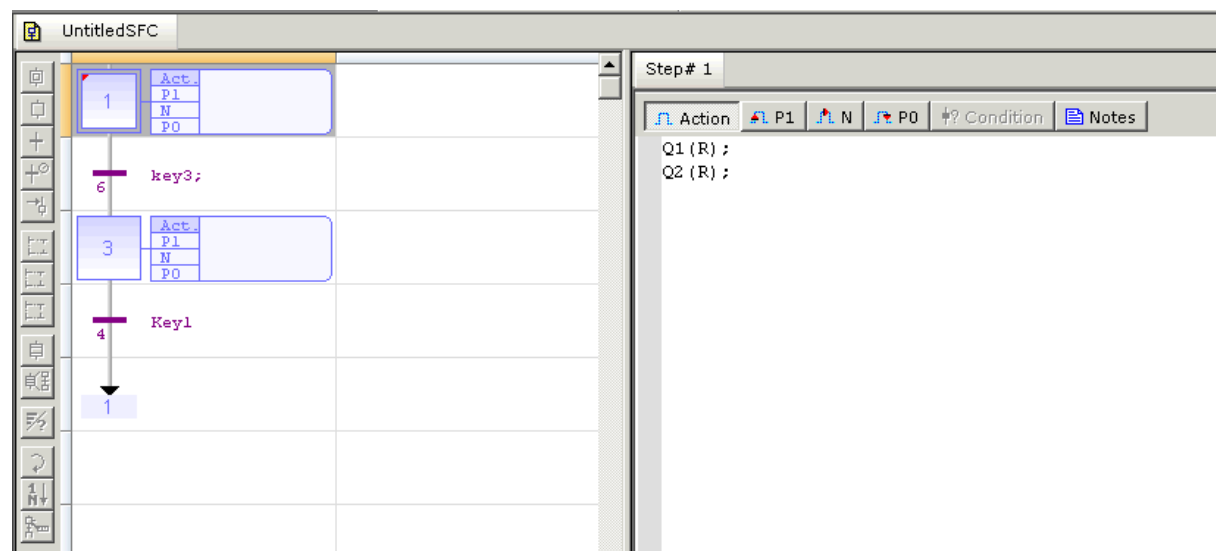 UntitledSFC
1
Act.
P1
N
P0
6
key3;
3
Act.
P1
N
P0
4
Key1
1
Step# 1
Action
P1
N
P0
Condition
Notes
Q1(R);
Q2(R);